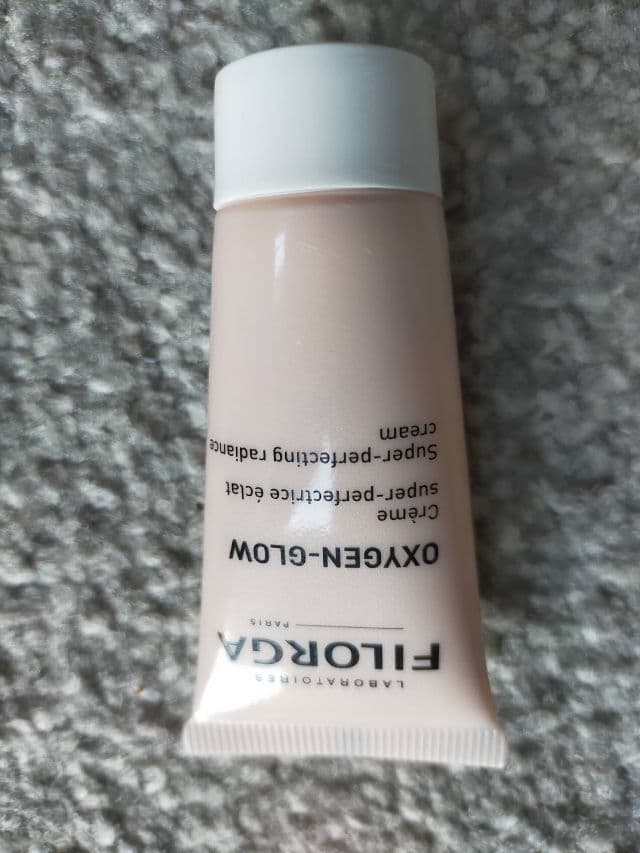 LABORATOIRES
FILORGA
PARIS
OXYGEN-GLOW
Crème
super-perfectrice éclat
Super-perfecting radiance
cream